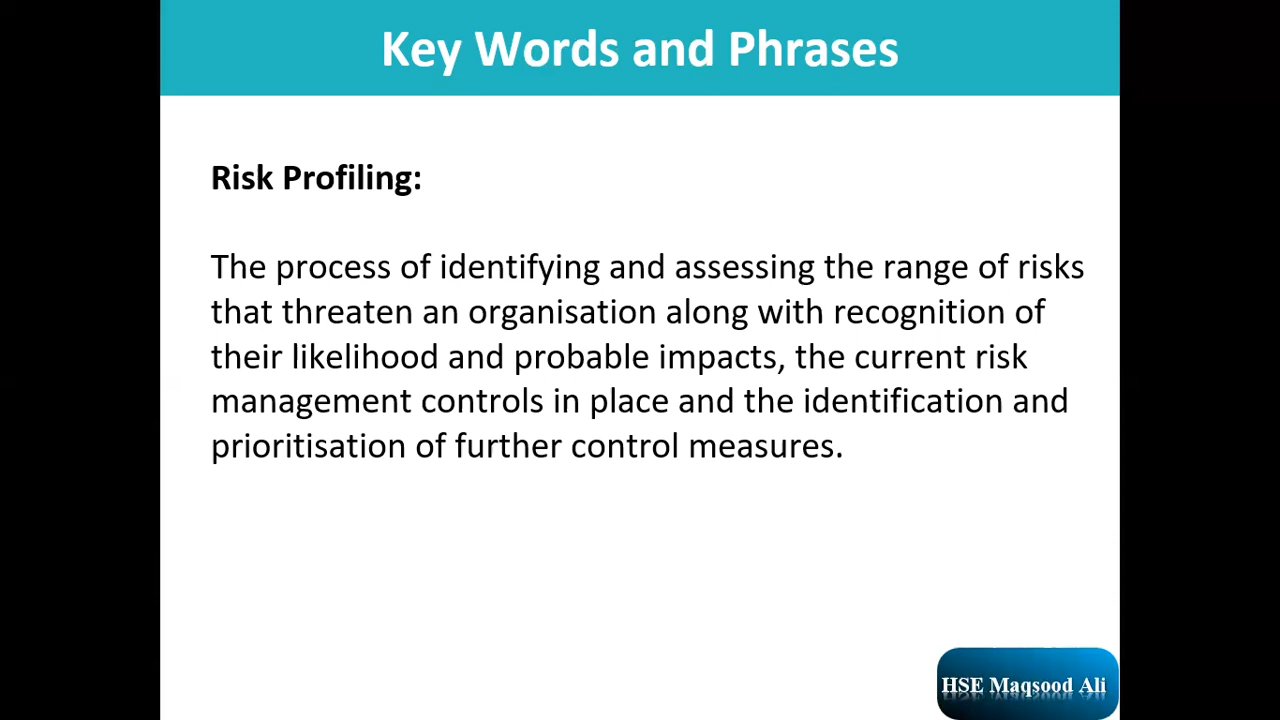 Key Words and Phrases
Risk Profiling:
The process of identifying and assessing the range of risks
that threaten an organisation along with recognition of
their likelihood and probable impacts, the current risk
management controls in place and the identification and
prioritisation of further control measures.
HSE Maqsood Ali